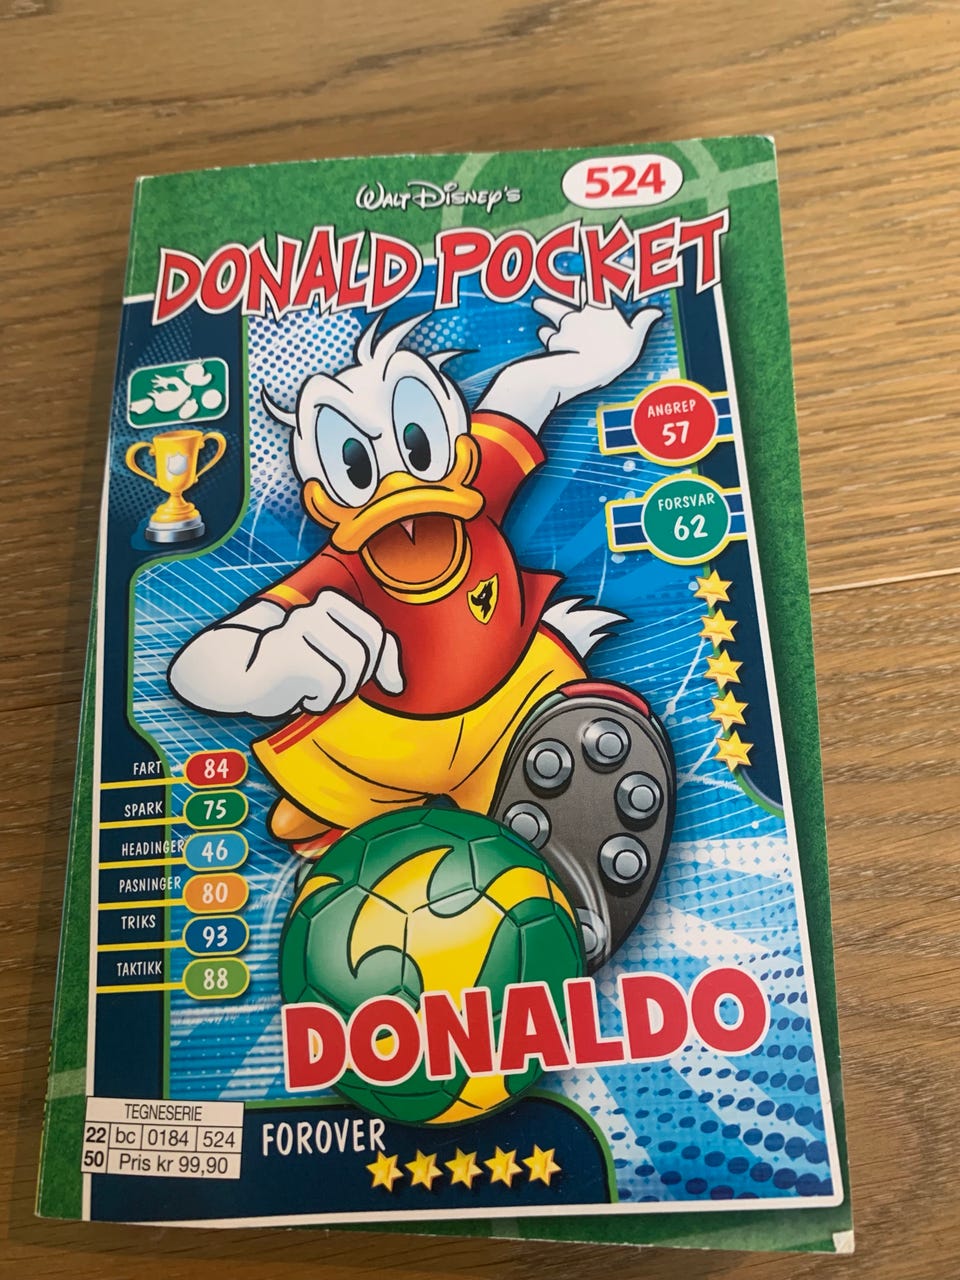 WALT DISNEY'S
524
DONALD POCKET
ANGREP
57
FORSVAR
62
FART 84
SPARK 75
HEADINGER 46
PASNINGER 80
TRIKS 93
TAKTIKK 88
DONALDO
FOROVER
TEGNESERIE
22 bc 0184 524
50 Pris kr 99,90